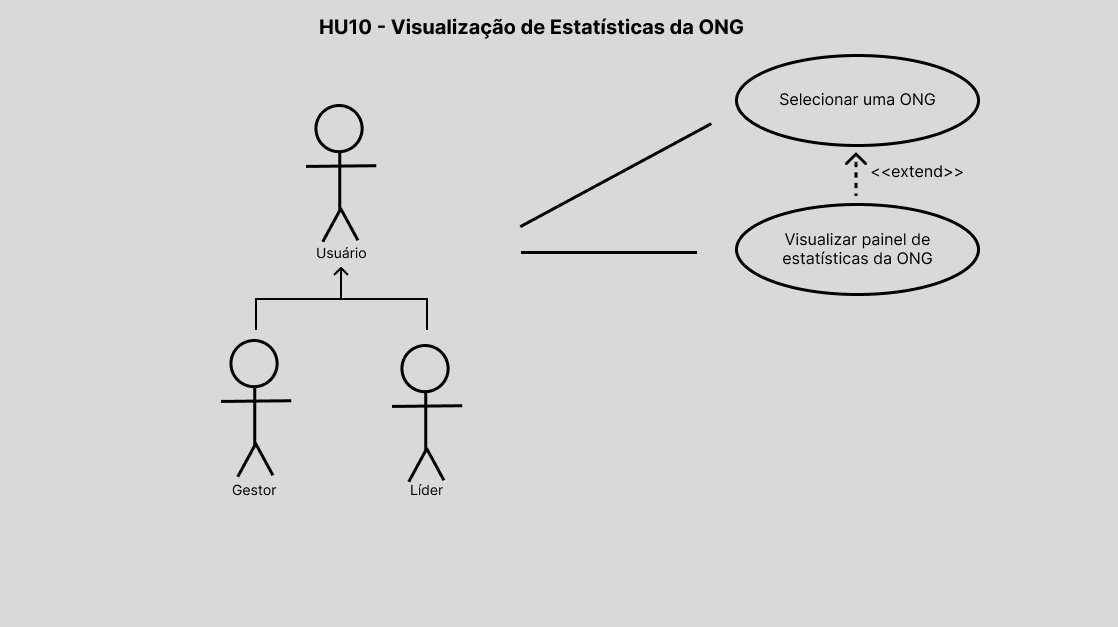 HU10 - Visualização de Estatísticas da ONG
Selecionar uma ONG
<<extend>>
Usuário
Visualizar painel de
estatísticas da ONG
Gestor
Líder